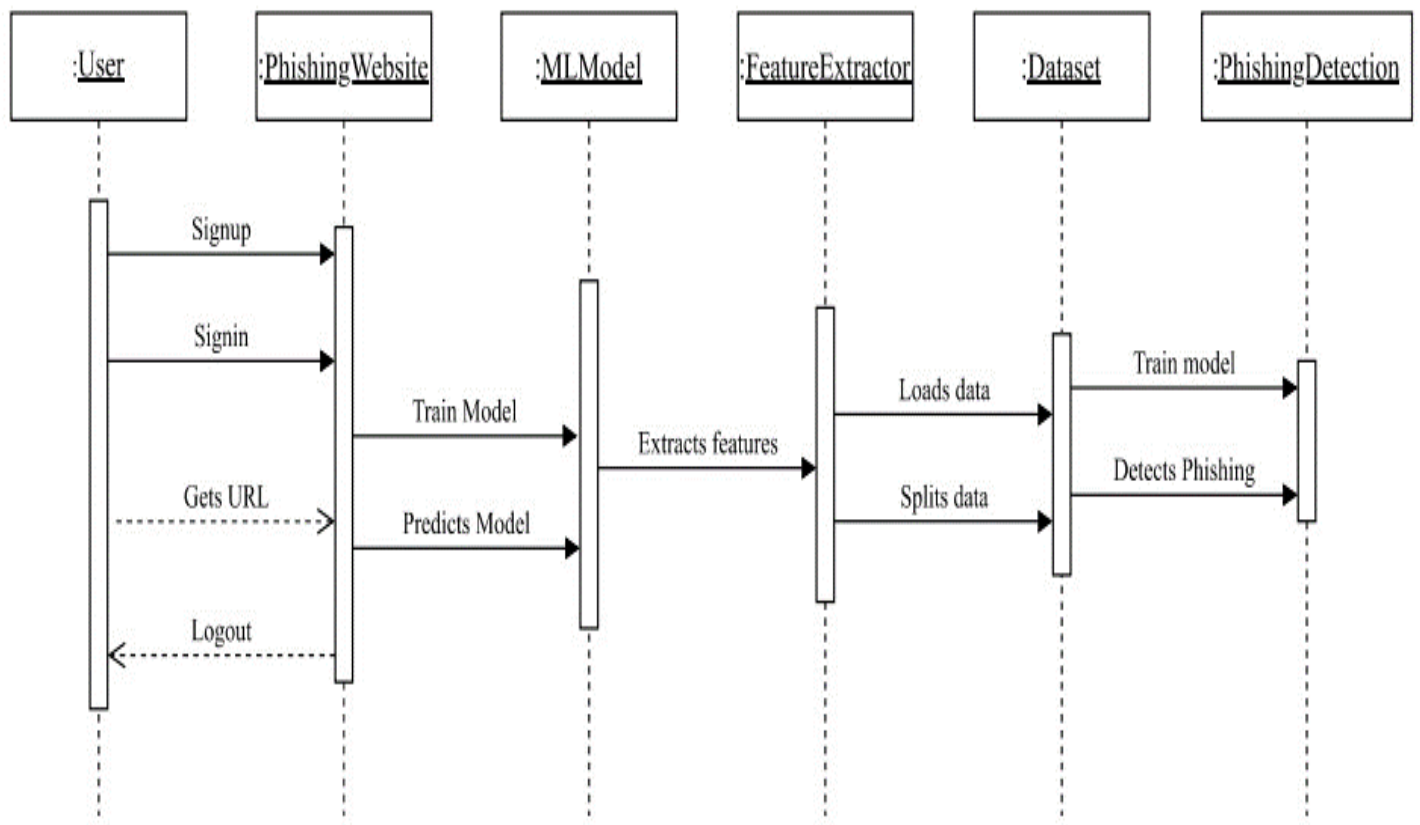 :User
:PhishingWebsite
:MLModel
:FeatureExtractor
:Dataset
:PhishingDetection
Signup
Signin
Train model
Loads data
Train Model
Extracts features
Detects Phishing
Gets URL
Splits data
Predicts Model
Logout